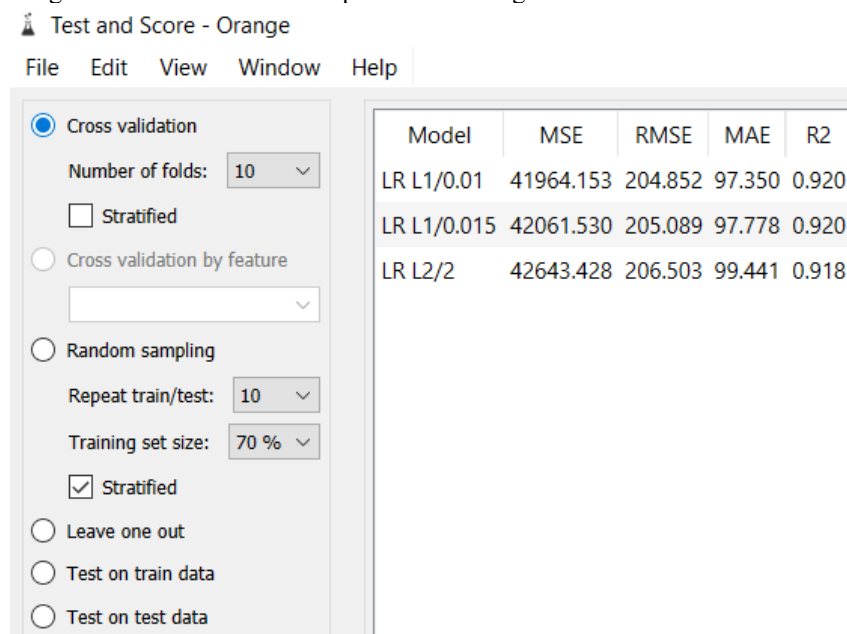 Test and Score - Orange
File Edit View Window Help
Cross validation
Number of folds: 10
Stratified
Cross validation by feature
Random sampling
Repeat train/test: 10
Training set size: 70 %
Stratified
Leave one out
Test on train data
Test on test data
Model MSE RMSE MAE R2
LR L1/0.01 41964.153 204.852 97.350 0.920
LR L1/0.015 42061.530 205.089 97.778 0.920
LR L2/2 42643.428 206.503 99.441 0.918